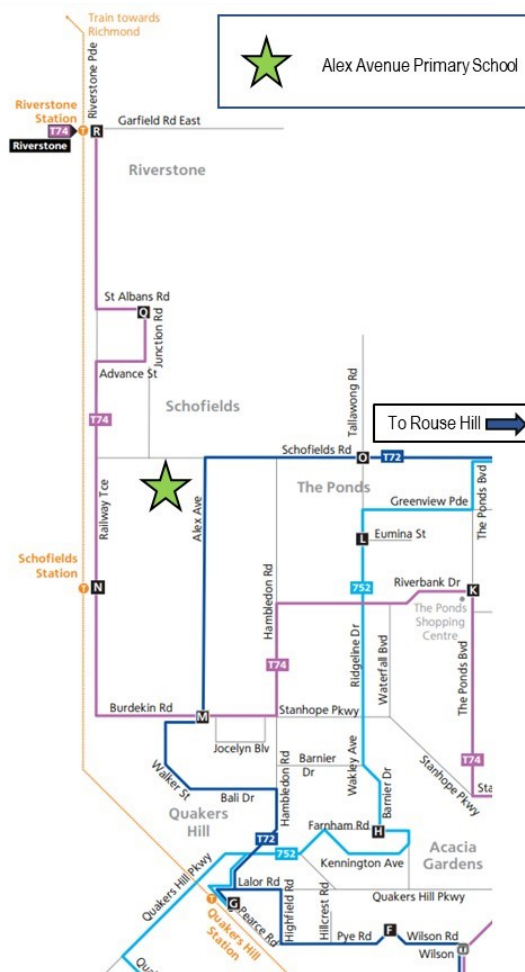 Train towards
Richmond
Alex Avenue Primary School
Riverstone Pde
Riverstone
Station
T74
Riverstone
T
R
Garfield Rd East
Riverstone
St Albans Rd
Q
Junction Rd
Advance St
T74
Schofields
Tallawong Rd
To Rouse Hill
Schofields Rd
O
T72
The Ponds
Railway Tce
Alex Ave
Greenview Pde
The Ponds Blvd
L
Eumina St
Schofields
Station
T
N
Hambledon Rd
752
Riverbank Dr
K
The Ponds
Shopping
Centre
Ridgeline Dr
Waterfall Bvd
T74
The Ponds Blvd
Burdekin Rd
M
Stanhope Pkwy
Jocelyn Blv
Walker St
Hambledon Rd
Barnier
Dr
Wakley Ave
Barnier Dr
Stanhope Pkwy
T74
Sta
Bali Dr
Quakers
Hill
T72
Farnham Rd
H
Acacia
Gardens
752
Kennington Ave
Quakers Hill Pkwy
Lalor Rd
Quakers Hill Pkwy
T
G
Quakers Hill
Station
Pearce Rd
Highfield Rd
Hillcrest Rd
F
Pye Rd
Wilson Rd
Wilson
Qua